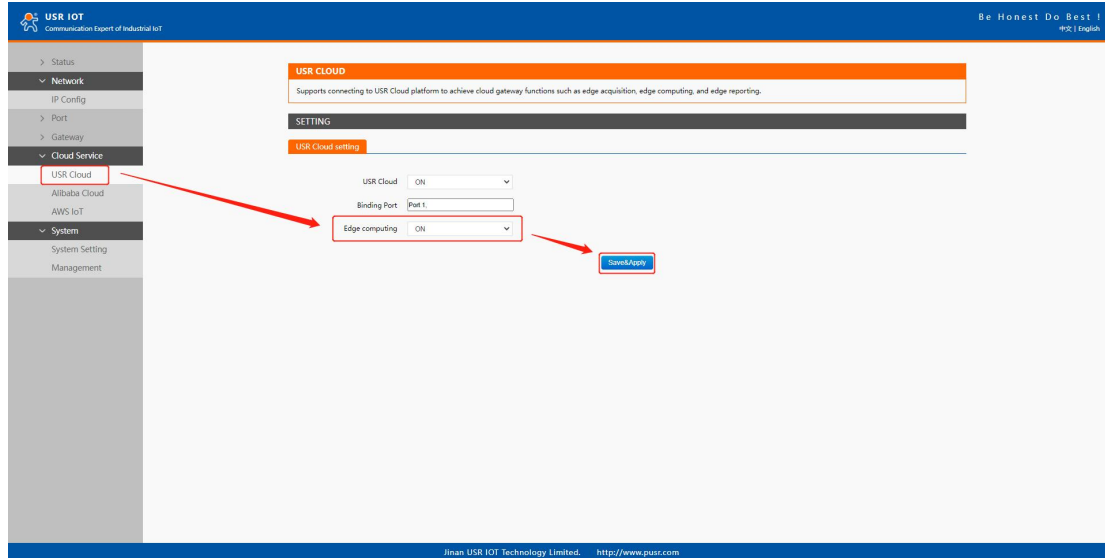 USR IOT
Communication Expert of Industrial IoT
Be Honest Do Best !
中文 | English
Status
Network
IP Config
Port
Gateway
Cloud Service
USR Cloud
Alibaba Cloud
AWS IoT
System
System Setting
Management
USR CLOUD
Supports connecting to USR Cloud platform to achieve cloud gateway functions such as edge acquisition, edge computing, and edge reporting.
SETTING
USR Cloud setting
USR Cloud ON
Binding Port Port 1.
Edge computing ON
Save&Apply
Jinan USR IOT Technology Limited. http://www.pusr.com